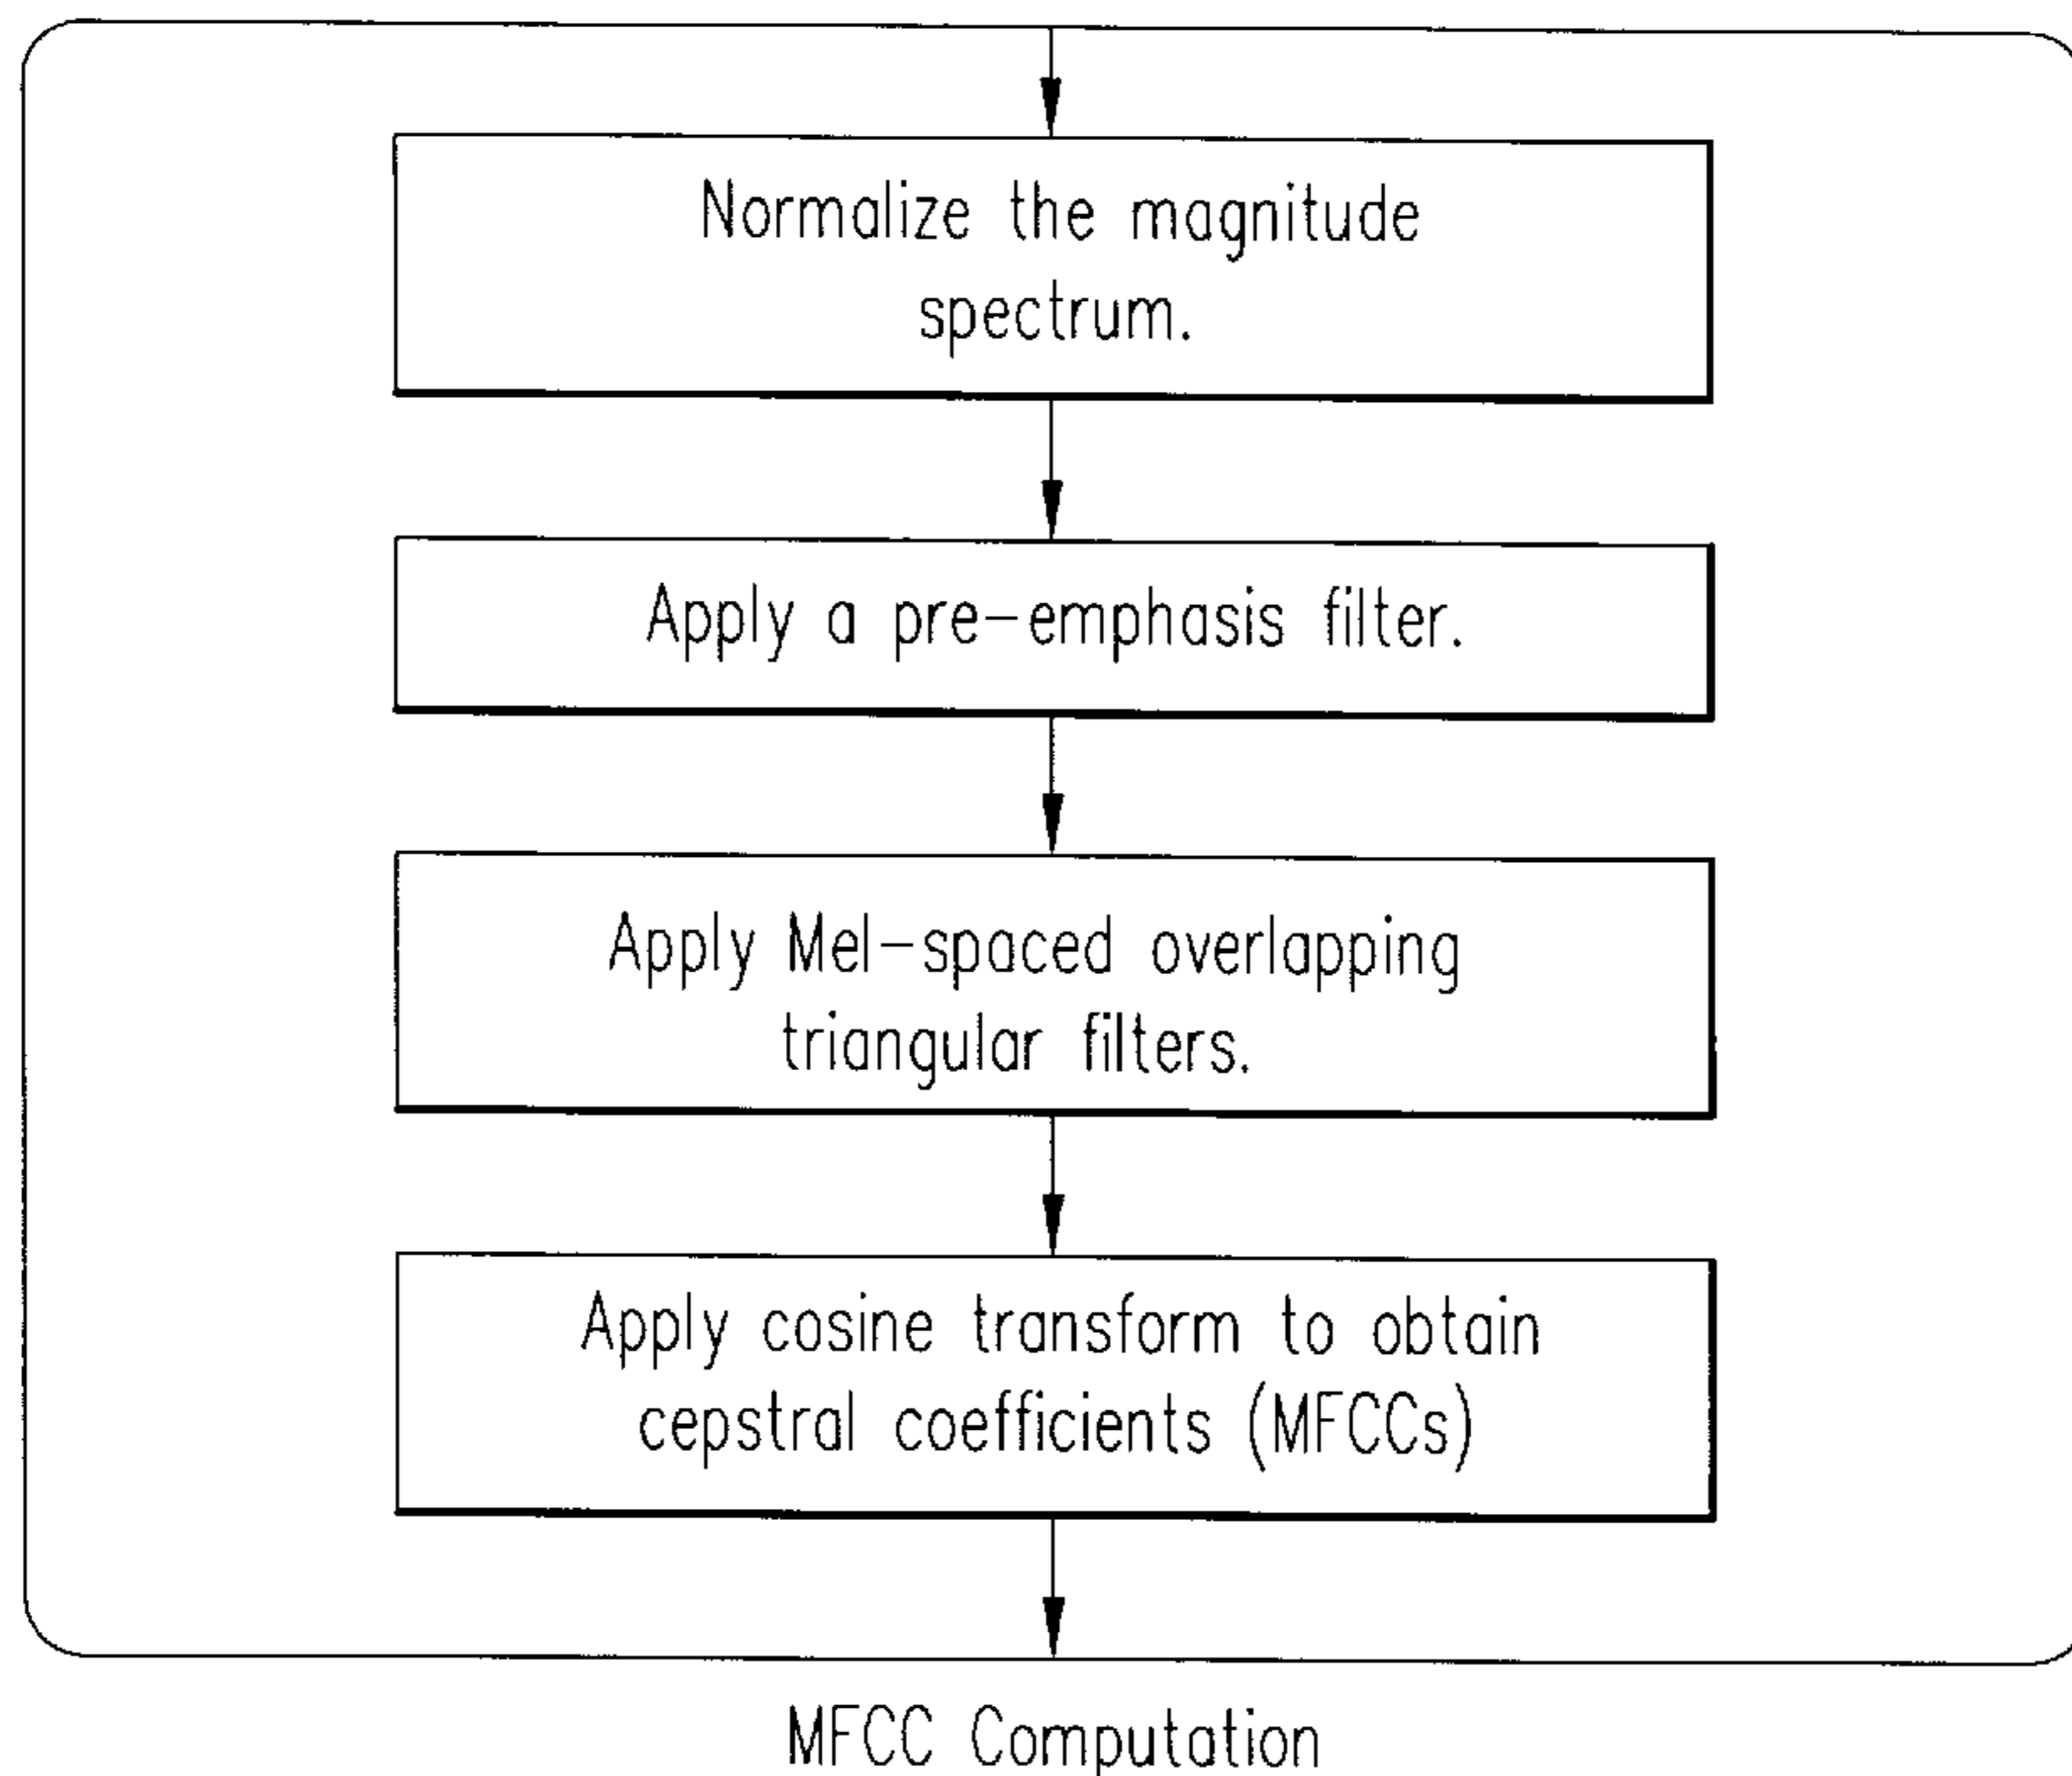 Normalize the magnitude
spectrum.
Apply a pre-emphasis filter.
Apply Mel-spaced overlapping
triangular filters.
Apply cosine transform to obtain
cepstral coefficients (MFCCs)
MFCC Computation